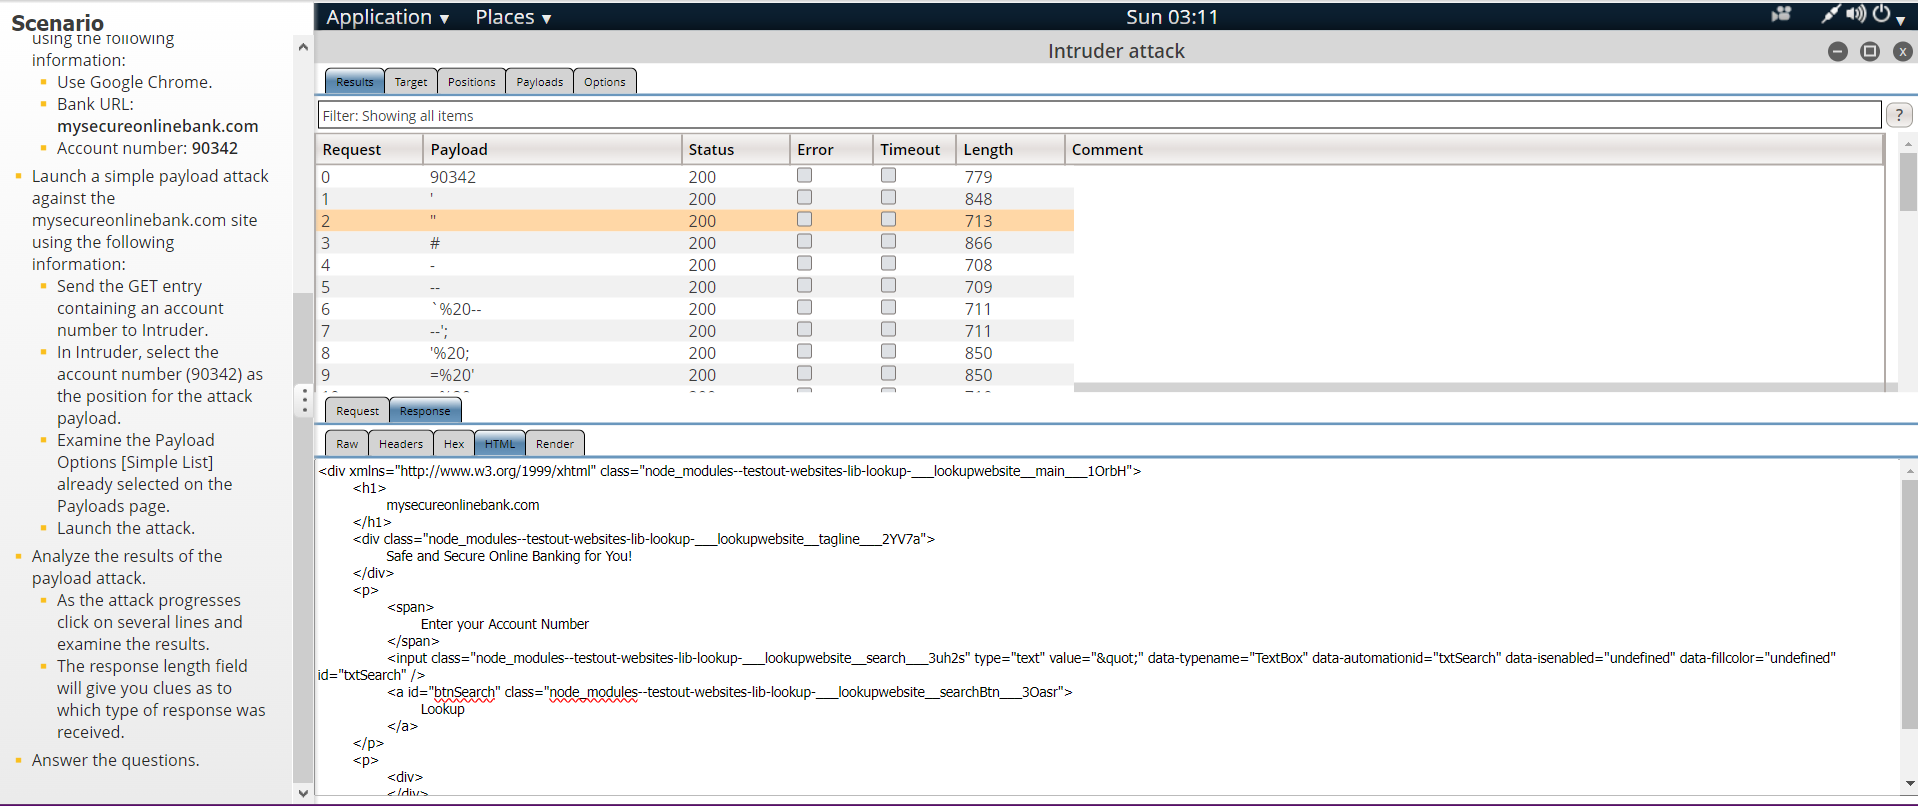 Scenario
using the following
information:
Use Google Chrome.
Bank URL:
mysecureonlinebank.com
Account number: 90342
Launch a simple payload attack
against the
mysecureonlinebank.com site
using the following
information:
Send the GET entry
containing an account
number to Intruder.
In Intruder, select the
account number (90342) as
the position for the attack
payload.
Examine the Payload
Options [Simple List]
already selected on the
Payloads page.
Launch the attack.
Analyze the results of the
payload attack.
As the attack progresses
click on several lines and
examine the results.
The response length field
will give you clues as to
which type of response was
received.
Answer the questions.
Application ▾ Places ▾ Sun 03:11
Intruder attack
Results Target Positions Payloads Options
Filter: Showing all items ?
Request Payload Status Error Timeout Length Comment
0 90342 200 779
1 ' 200 848
2 " 200 713
3 # 200 866
4 - 200 708
5 -- 200 709
6 `%20-- 200 711
7 --'; 200 711
8 '%20; 200 850
9 =%20' 200 850
Request Response
Raw Headers Hex HTML Render
<div xmlns="http://www.w3.org/1999/xhtml" class="node_modules--testout-websites-lib-lookup-___lookupwebsite__main___1OrbH">
<h1>
mysecureonlinebank.com
</h1>
<div class="node_modules--testout-websites-lib-lookup-___lookupwebsite__tagline___2YV7a">
Safe and Secure Online Banking for You!
</div>
<p>
<span>
Enter your Account Number
</span>
<input class="node_modules--testout-websites-lib-lookup-___lookupwebsite__search___3uh2s" type="text" value="&quot;" data-typename="TextBox" data-automationid="txtSearch" data-isenabled="undefined" data-fillcolor="undefined"
id="txtSearch" />
<a id="btnSearch" class="node_modules--testout-websites-lib-lookup-___lookupwebsite__searchBtn___3Oasr">
Lookup
</a>
</p>
<p>
<div>
</div>